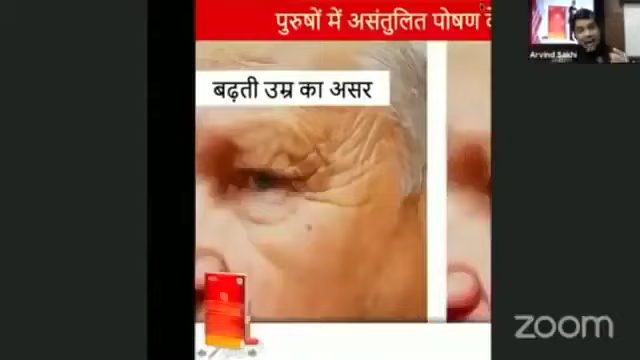 पुरुषों में असंतुलित पोषण
बढ़ती उम्र का असर
Arvind Sakhi
zoom